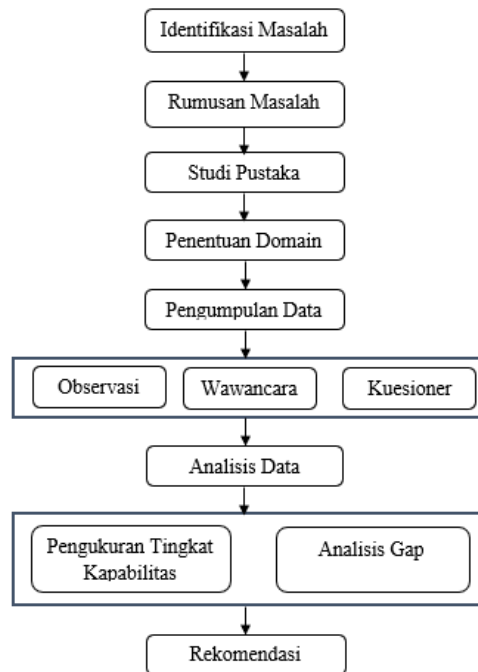 Identifikasi Masalah
Rumusan Masalah
Studi Pustaka
Penentuan Domain
Pengumpulan Data
Observasi
Wawancara
Kuesioner
Analisis Data
Pengukuran Tingkat
Kapabilitas
Analisis Gap
Rekomendasi